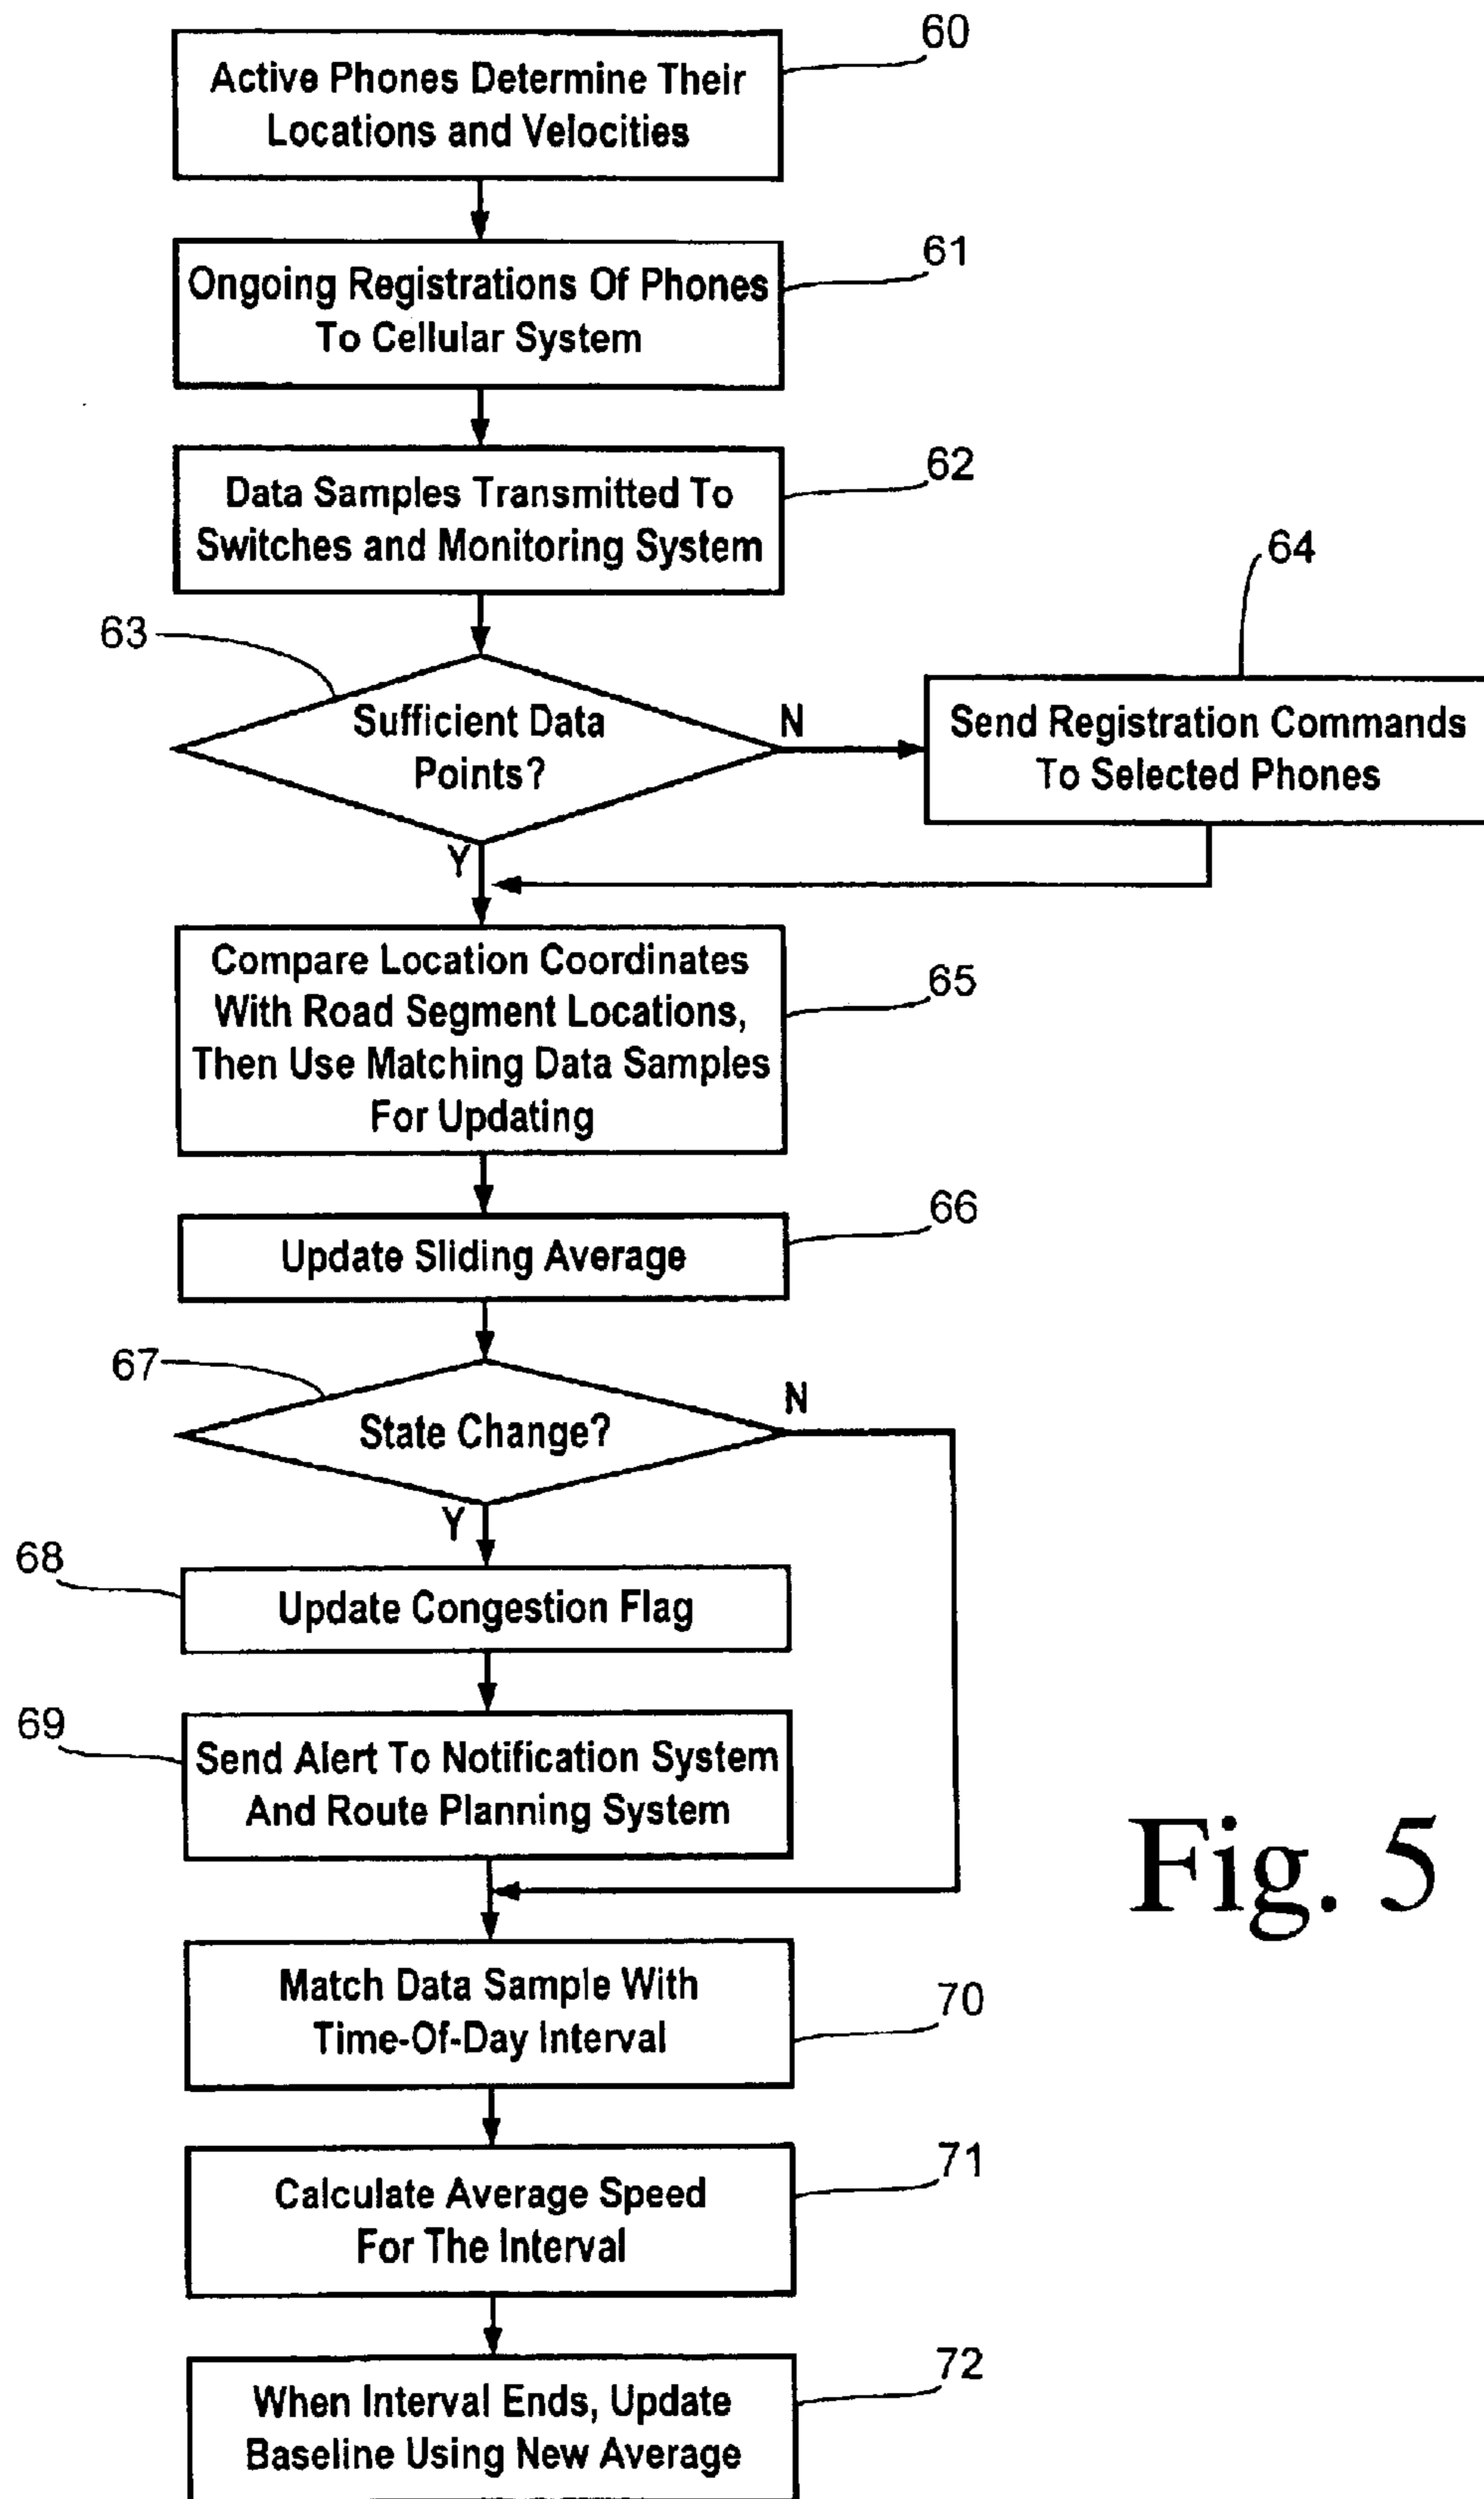 60
Active Phones Determine Their
Locations and Velocities
61
Ongoing Registrations Of Phones
To Cellular System
62
Data Samples Transmitted To
Switches and Monitoring System
63
Sufficient Data
Points?
N
64
Send Registration Commands
To Selected Phones
Y
65
Compare Location Coordinates
With Road Segment Locations,
Then Use Matching Data Samples
For Updating
66
Update Sliding Average
67
State Change?
N
Y
68
Update Congestion Flag
69
Send Alert To Notification System
And Route Planning System
Fig. 5
70
Match Data Sample With
Time-Of-Day Interval
71
Calculate Average Speed
For The Interval
72
When Interval Ends, Update
Baseline Using New Average